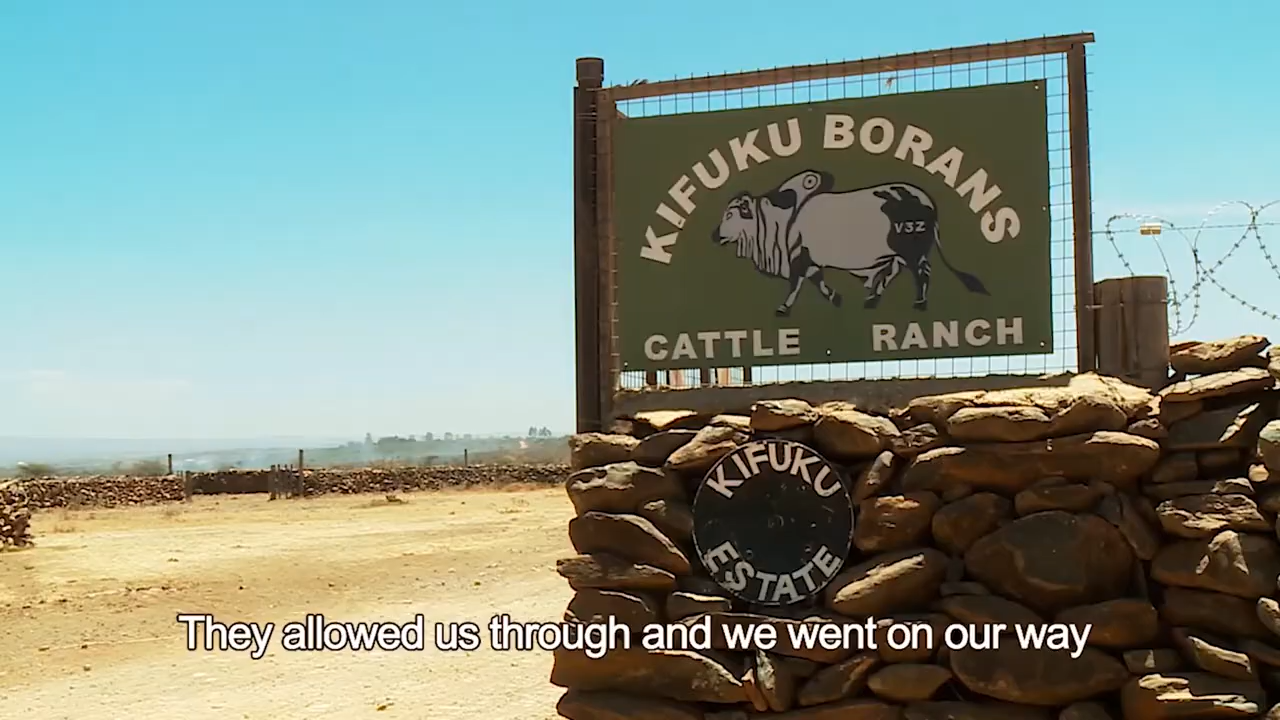 KIFUKU BORANS
V3Z
CATTLE RANCH
KIFUKU
ESTATE
They allowed us through and we went on our way